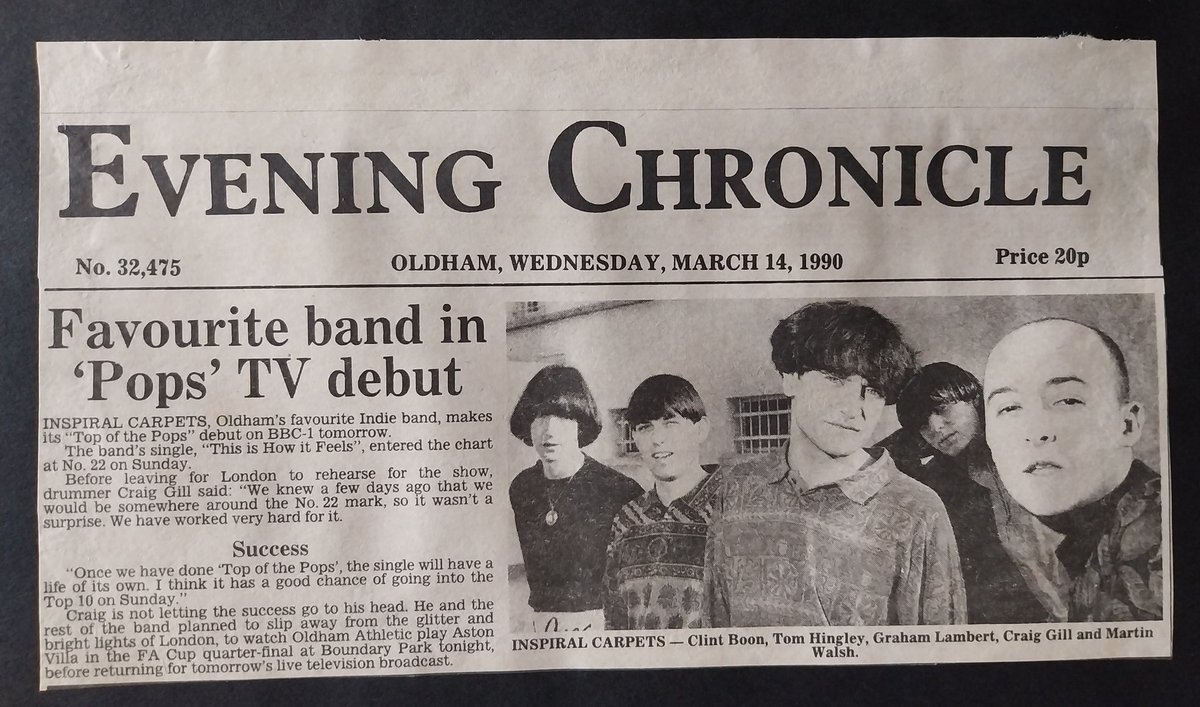 EVENING CHRONICLE
No. 32,475 OLDHAM, WEDNESDAY, MARCH 14, 1990 Price 20p
Favourite band in
‘Pops’ TV debut
INSPIRAL CARPETS, Oldham's favourite Indie band, makes
its "Top of the Pops" debut on BBC-1 tomorrow.
The band's single, "This is How it Feels", entered the chart
at No. 22 on Sunday.
Before leaving for London to rehearse for the show,
drummer Craig Gill said: "We knew a few days ago that we
would be somewhere around the No. 22 mark, so it wasn't a
surprise. We have worked very hard for it.
Success
"Once we have done ‘Top of the Pops’, the single will have a
life of its own. I think it has a good chance of going into the
Top 10 on Sunday."
Craig is not letting the success go to his head. He and the
rest of the band planned to slip away from the glitter and
bright lights of London, to watch Oldham Athletic play Aston
Villa in the FA Cup quarter-final at Boundary Park tonight,
before returning for tomorrow's live television broadcast.
INSPIRAL CARPETS — Clint Boon, Tom Hingley, Graham Lambert, Craig Gill and Martin
Walsh.